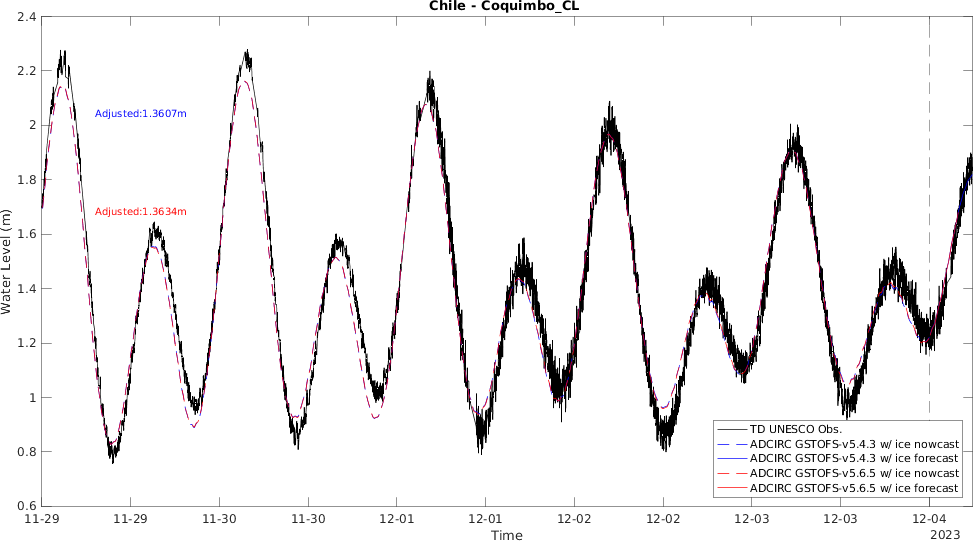 Chile - Coquimbo_CL
Water Level (m)
2.4
2.2
2
1.8
1.6
1.4
1.2
1
0.8
0.6
Adjusted:1.3607m
Adjusted:1.3634m
TD UNESCO Obs.
ADCIRC GSTOFS-v5.4.3 w/ ice nowcast
ADCIRC GSTOFS-v5.4.3 w/ ice forecast
ADCIRC GSTOFS-v5.6.5 w/ ice nowcast
ADCIRC GSTOFS-v5.6.5 w/ ice forecast
11-29 11-29 11-30 11-30 12-01 12-01 12-02 12-02 12-03 12-03 12-04
Time
2023